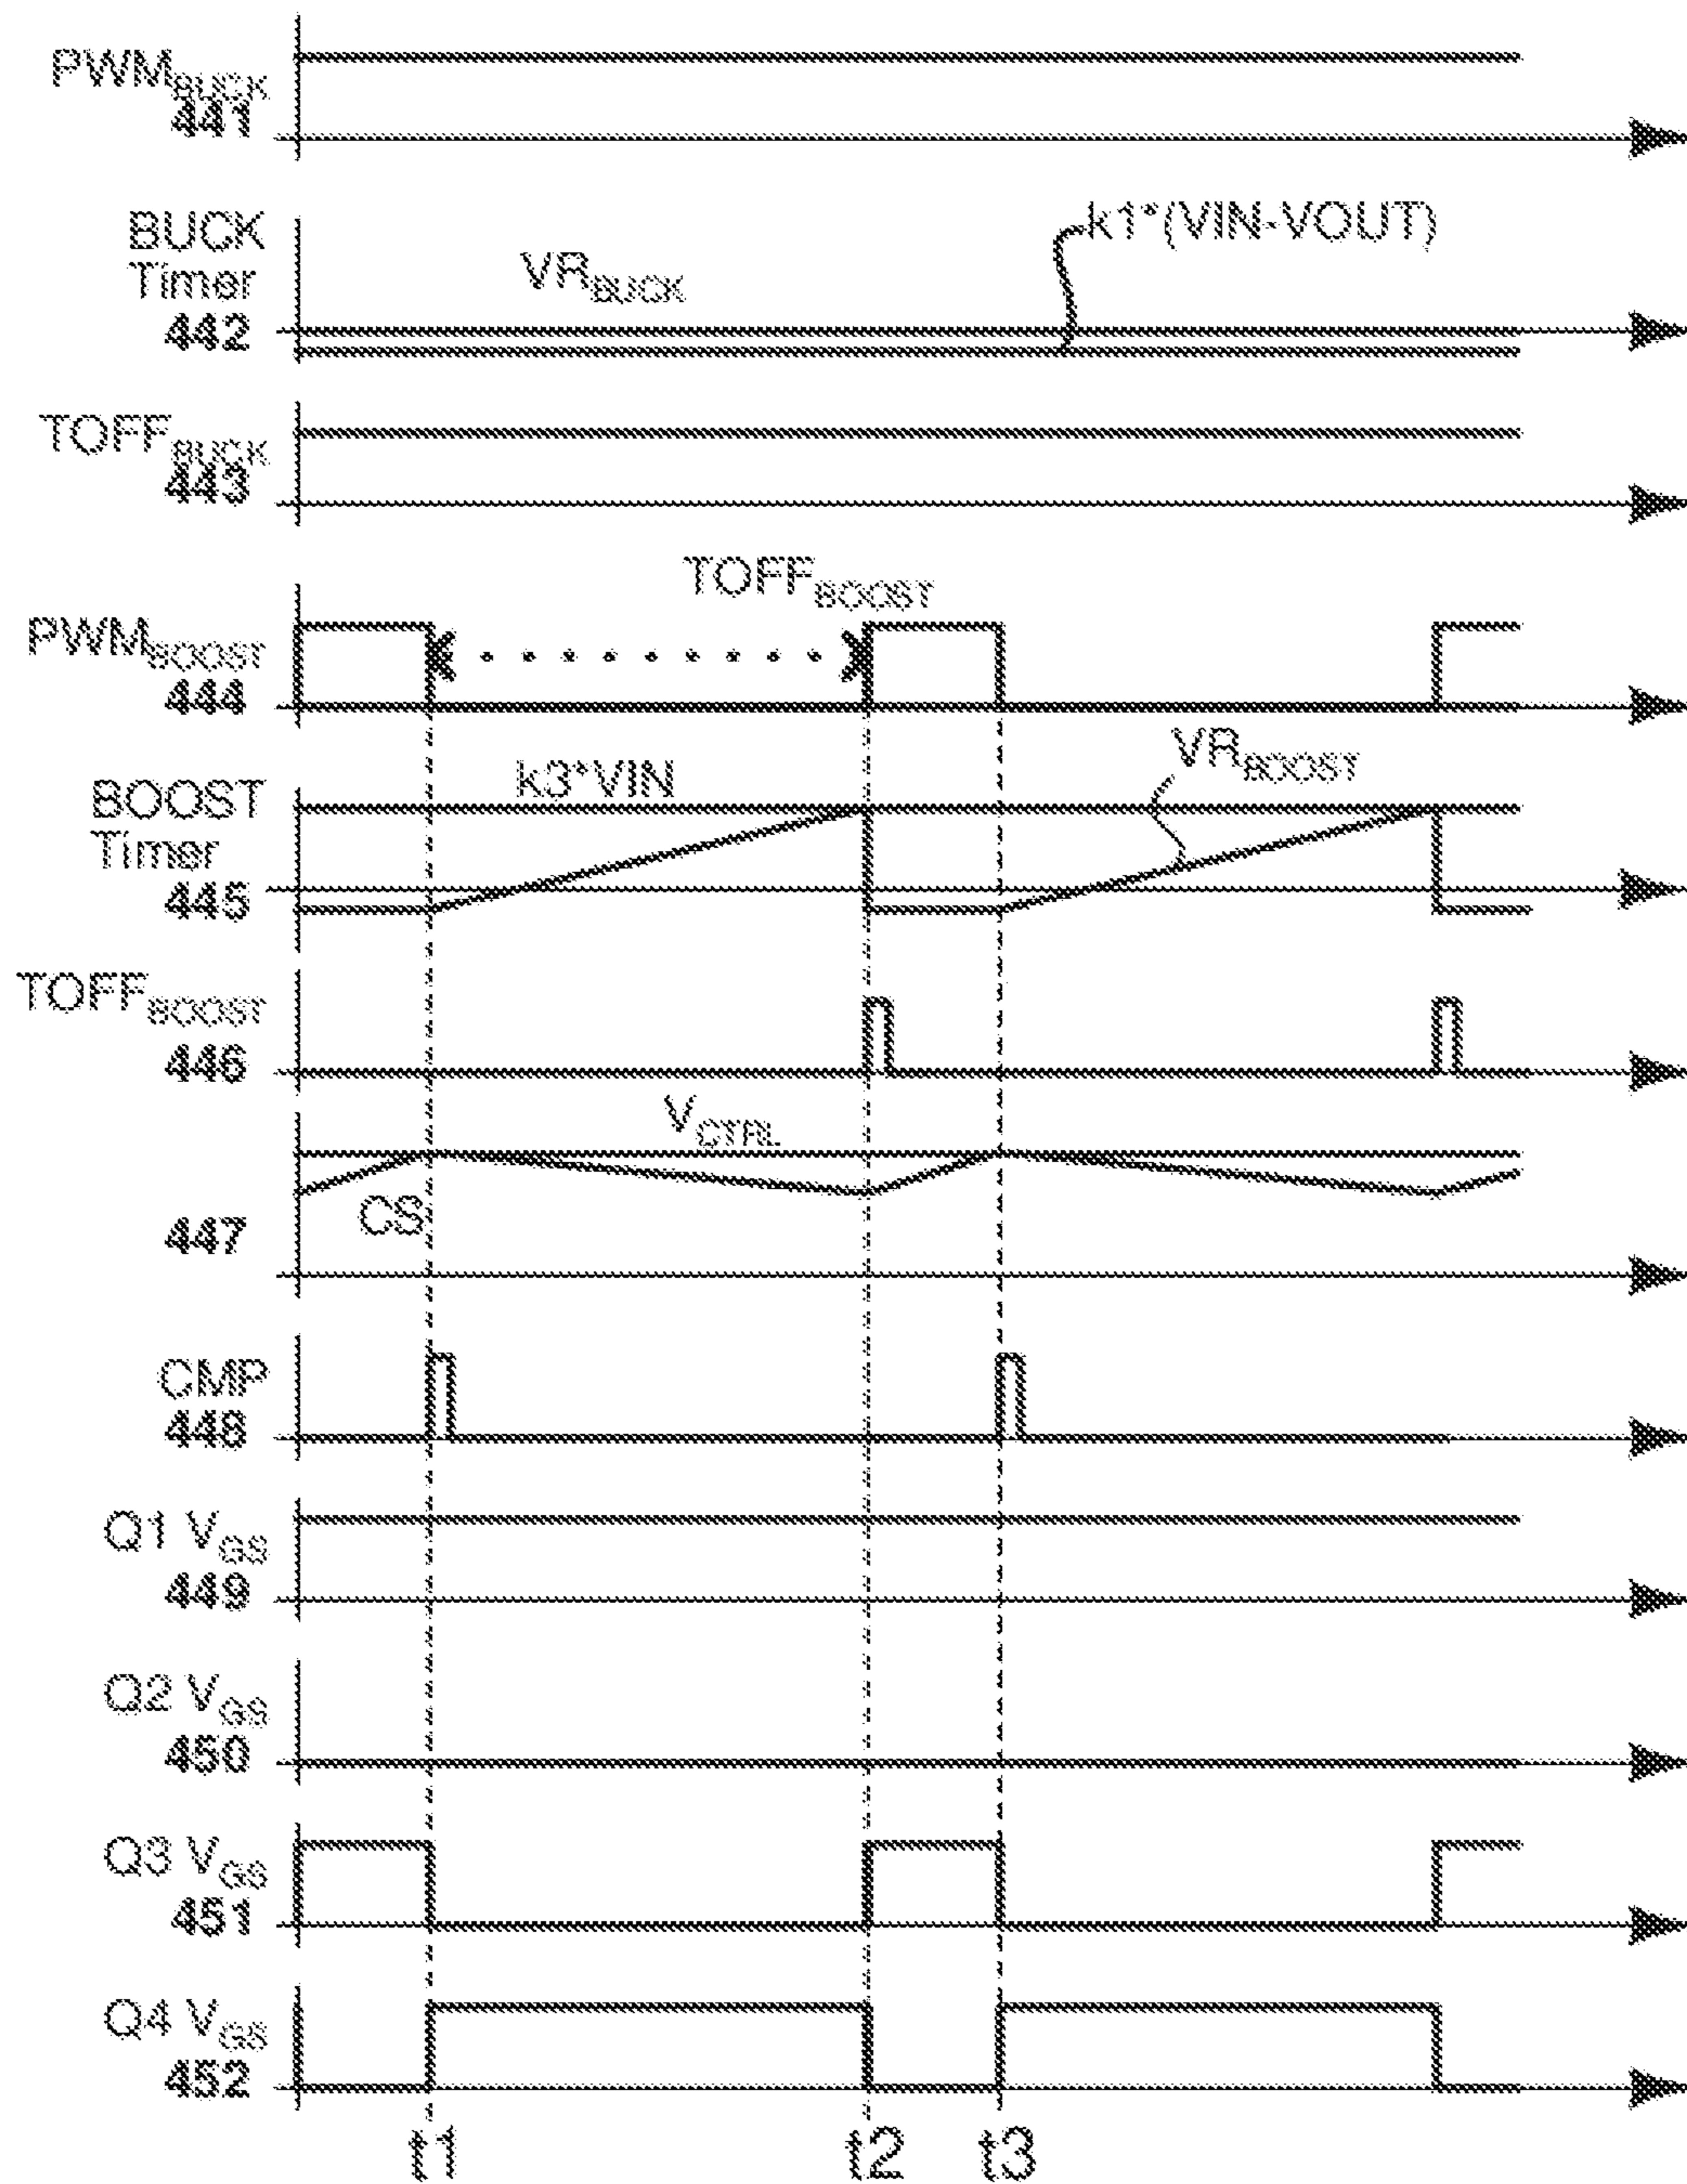 PWM_BUCK
441
BUCK
Timer
442
VR_BUCK
k1*(VIN-VOUT)
TOFF_BUCK
443
TOFF_BOOST
PWM_BOOST
444
BOOST
Timer
445
k3*VIN
VR_BOOST
TOFF_BOOST
446
V_CTRL
CS
447
CMP
448
Q1 V_GS
449
Q2 V_GS
450
Q3 V_GS
451
Q4 V_GS
452
t1 t2 t3